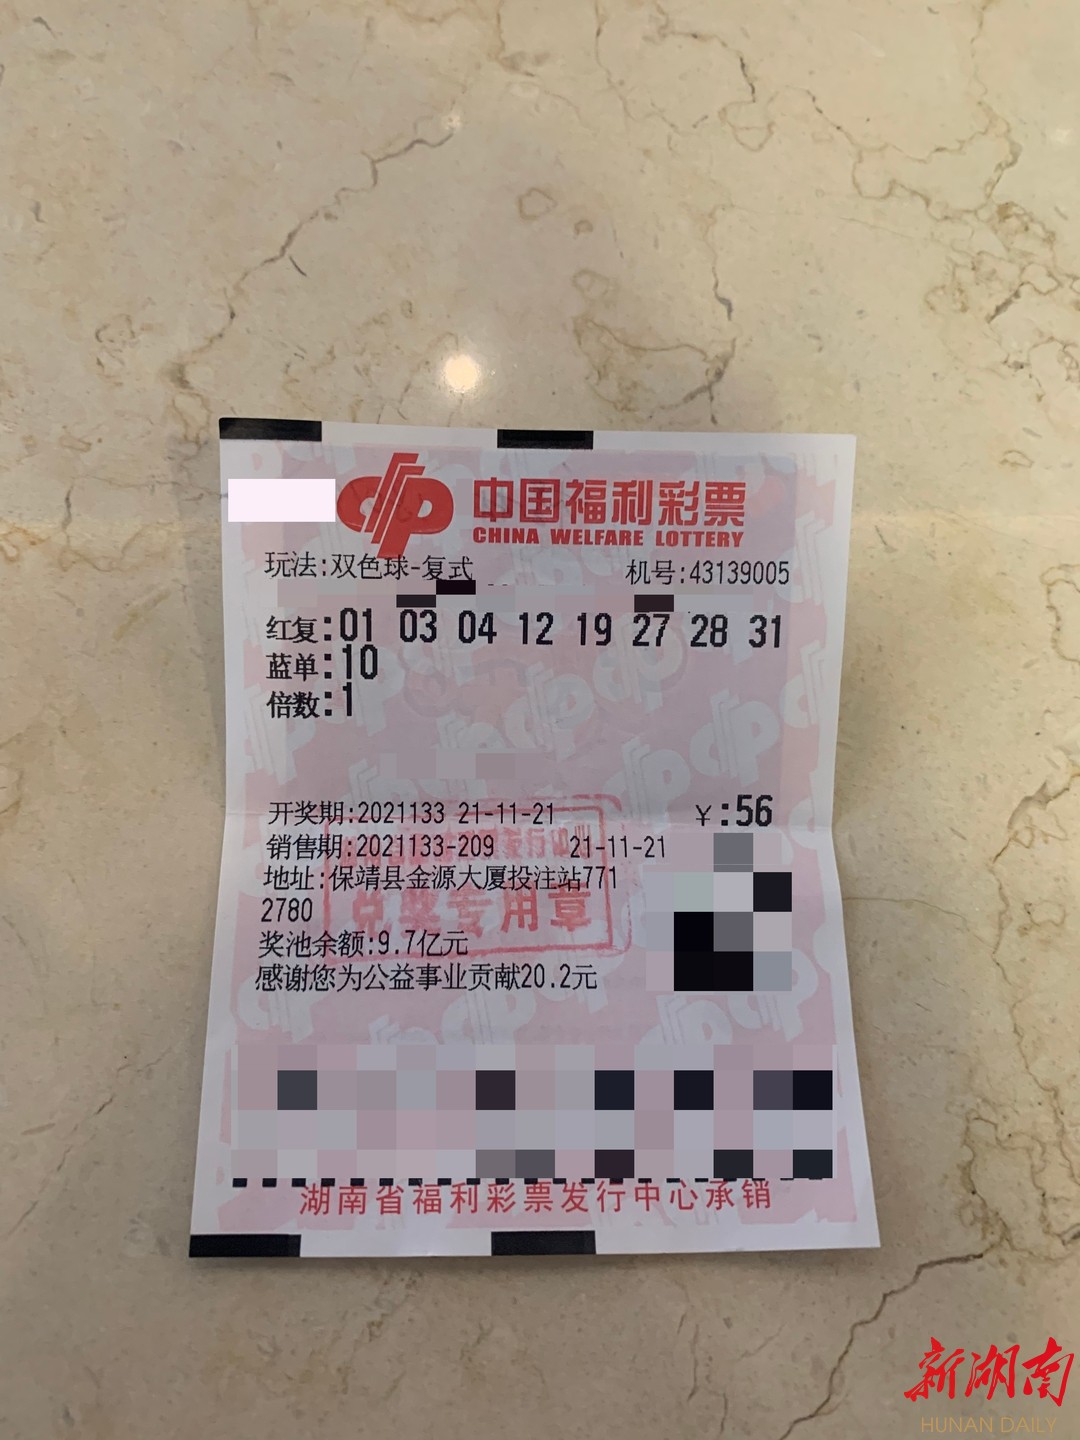 中国福利彩票
CHINA WELFARE LOTTERY
玩法:双色球-复式 机号:43139005
红复:01 03 04 12 19 27 28 31
蓝单:10
倍数:1
开奖期:2021133 21-11-21 ¥:56
销售期:2021133-209 21-11-21
地址:保靖县金源大厦投注站771
2780
奖池余额:9.7亿元
感谢您为公益事业贡献20.2元
兑奖专用章
湖南省福利彩票发行中心承销
新湖南
HUNAN DAILY